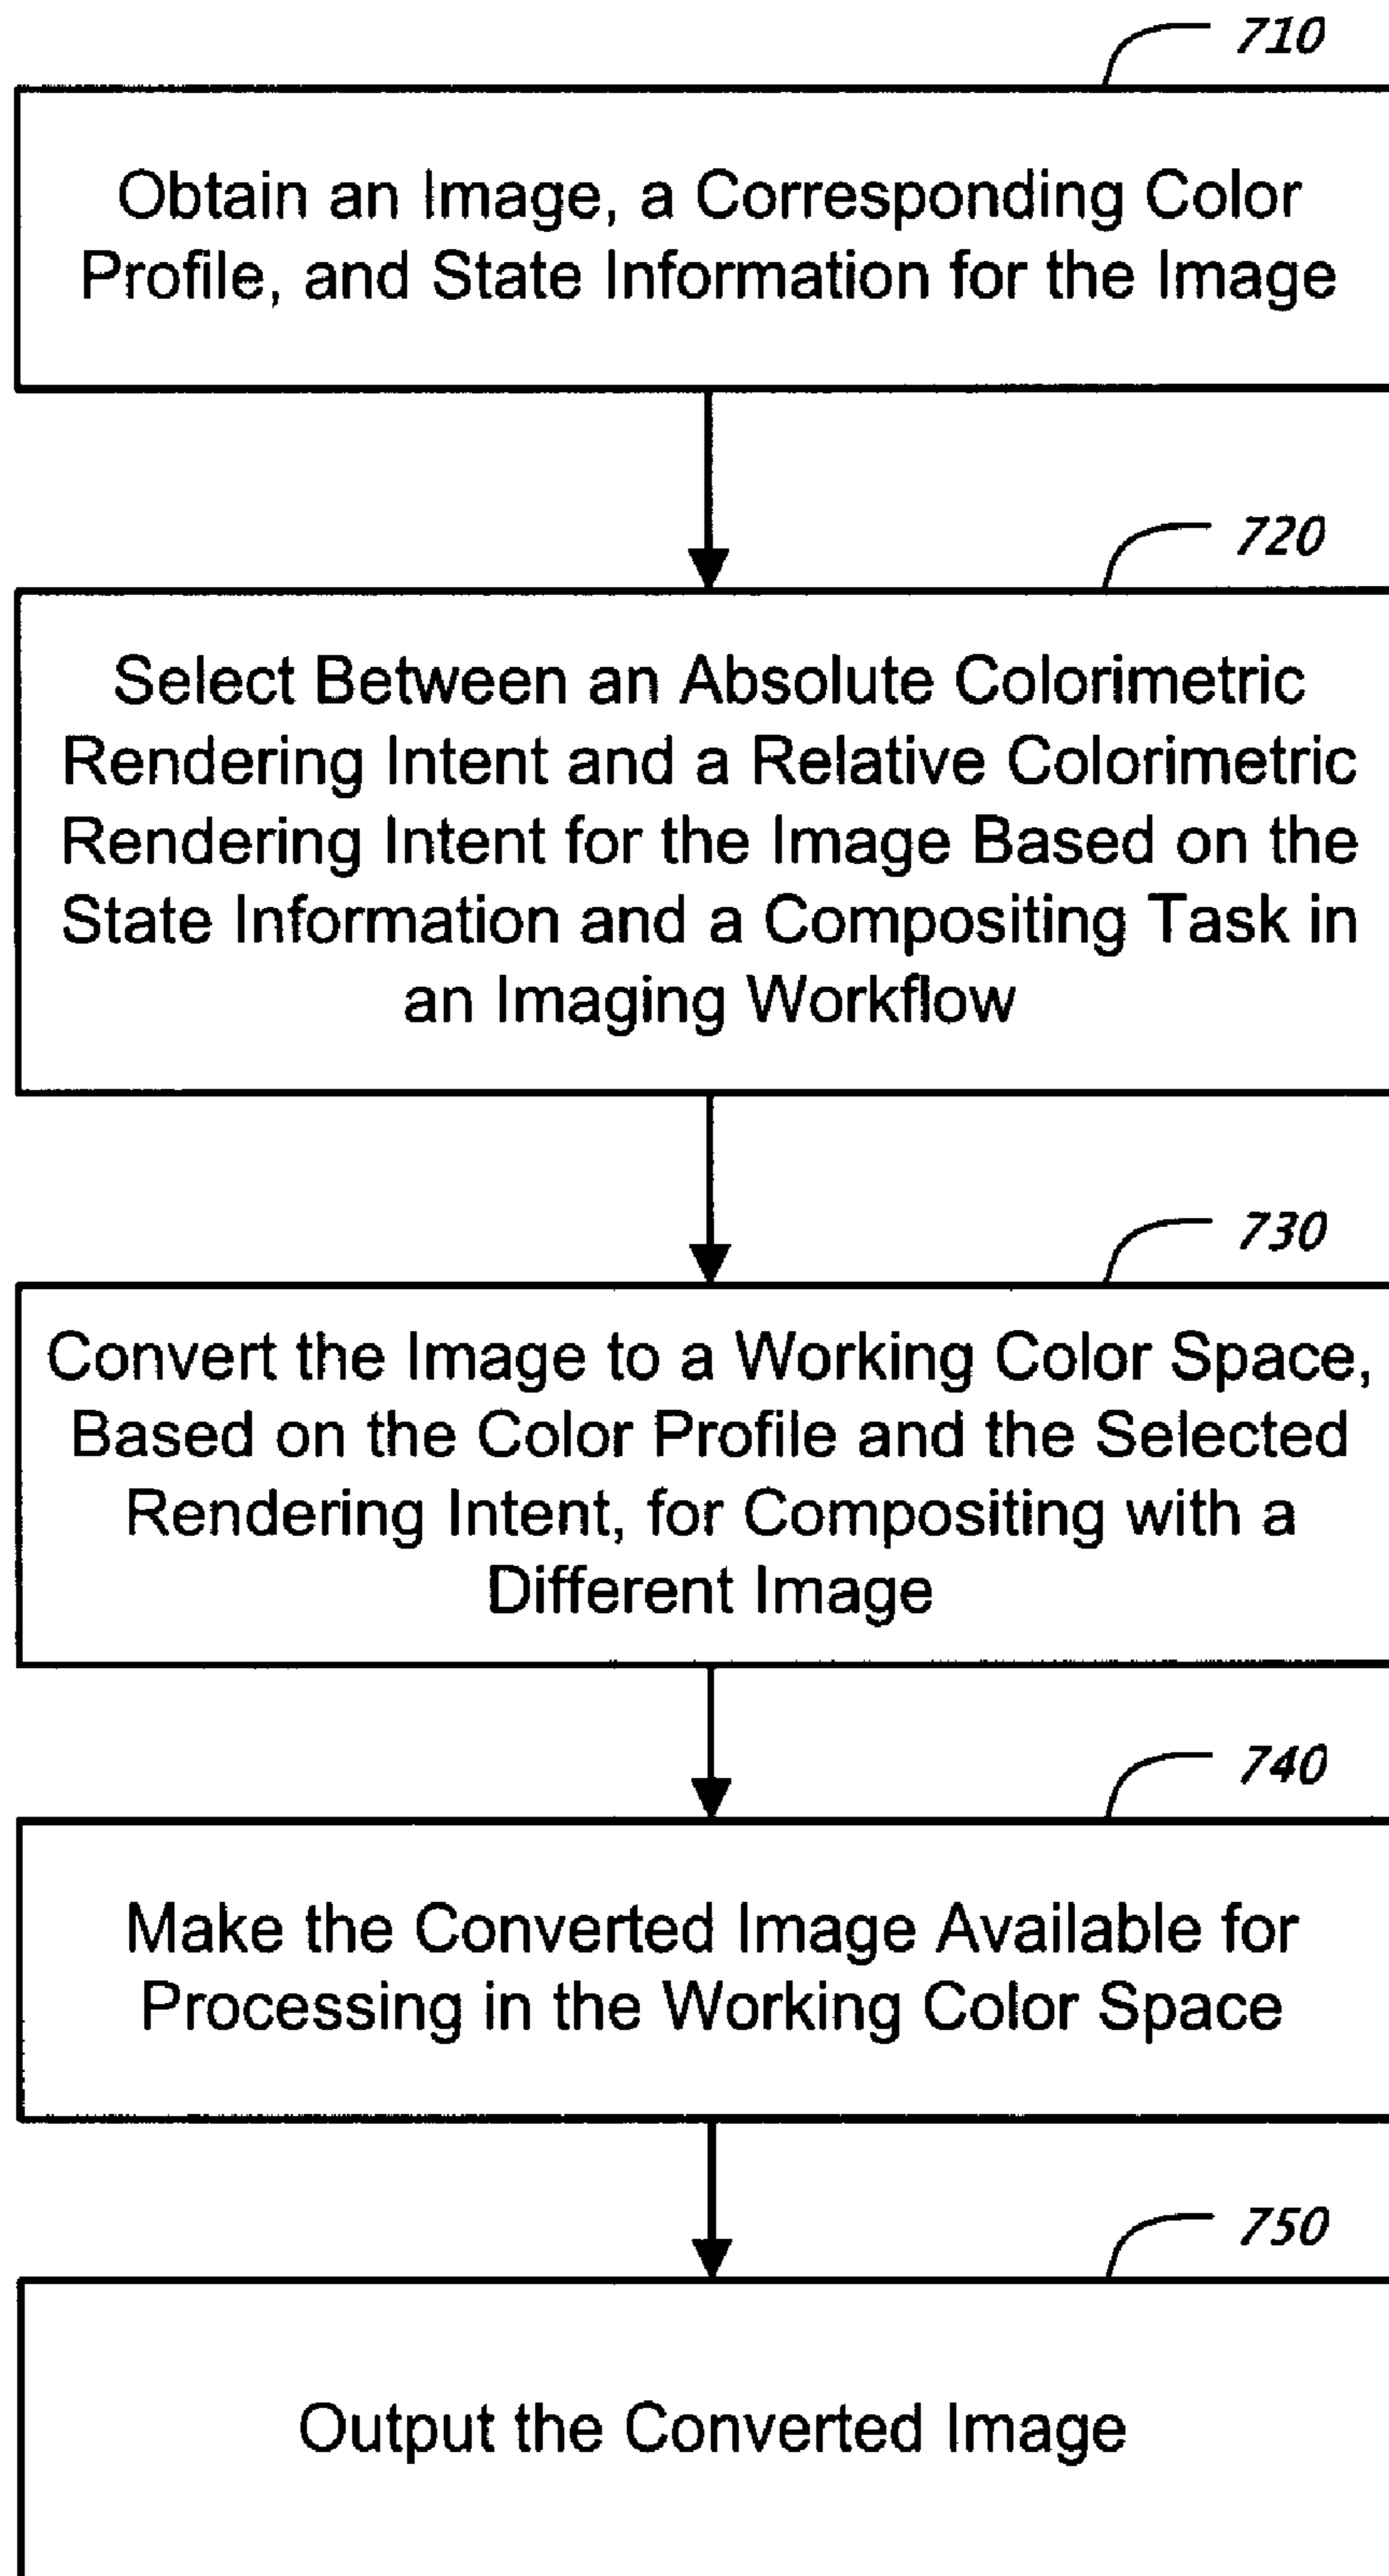 710
Obtain an Image, a Corresponding Color
Profile, and State Information for the Image
720
Select Between an Absolute Colorimetric
Rendering Intent and a Relative Colorimetric
Rendering Intent for the Image Based on the
State Information and a Compositing Task in
an Imaging Workflow
730
Convert the Image to a Working Color Space,
Based on the Color Profile and the Selected
Rendering Intent, for Compositing with a
Different Image
740
Make the Converted Image Available for
Processing in the Working Color Space
750
Output the Converted Image